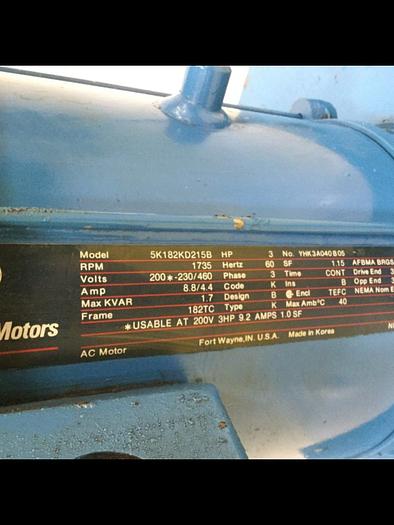 Model 5K182KD215B HP 3 No. YHK3A040B05
RPM 1735 Hertz 60 SF 1.15 AFBMA BRGS
Volts 200*-230/460 Phase 3 Time CONT Drive End 3
Amp 8.8/4.4 Code K Ins B Opp End
Max KVAR 1.7 Design B Encl TEFC NEMA Nom E
Frame 182TC Type K Max Amb°C 40
*USABLE AT 200V 3HP 9.2 AMPS 1.0 SF
Motors
AC Motor Fort Wayne, IN. U.S.A. Made in Korea